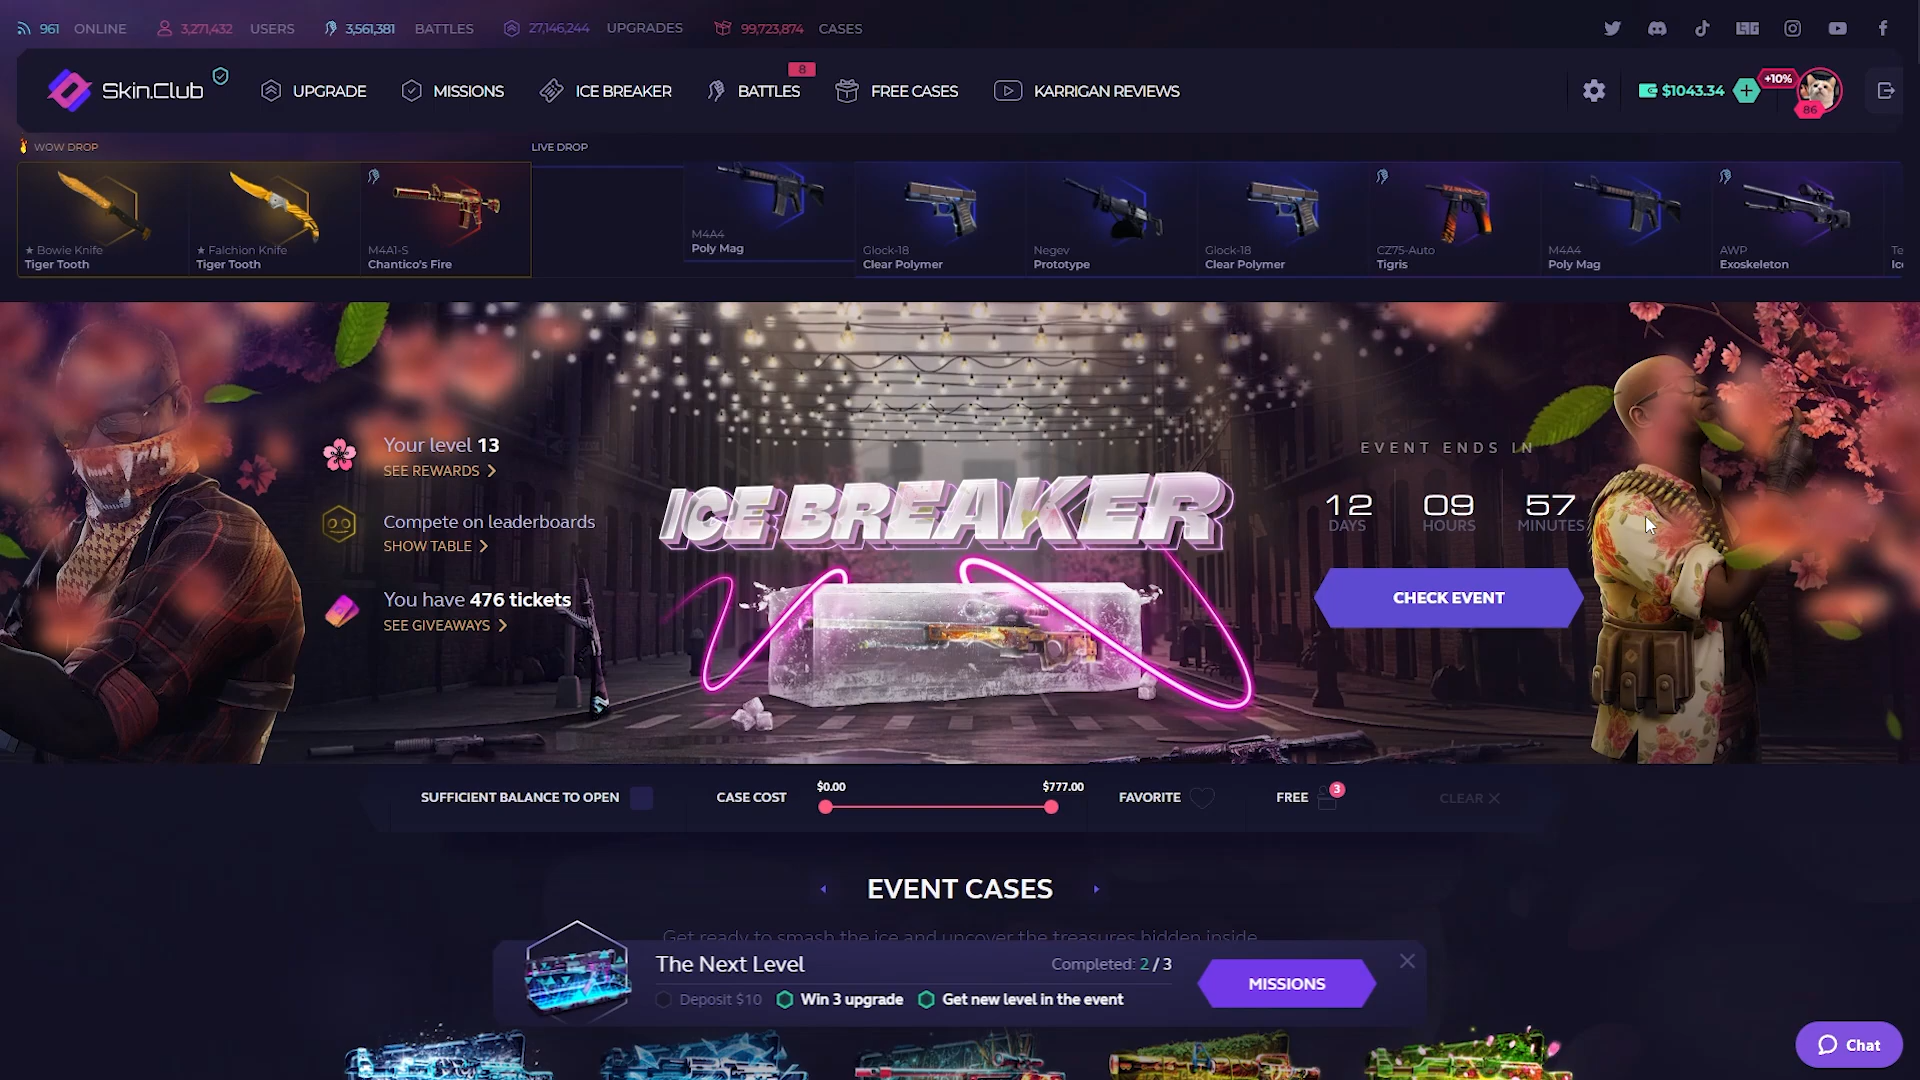 961 ONLINE 3,271,432 USERS 3,561,381 BATTLES 27,146,244 UPGRADES 99,723,874 CASES
Skin.Club UPGRADE MISSIONS ICE BREAKER BATTLES 8 FREE CASES KARRIGAN REVIEWS $1043.34 +10% 86
WOW DROP LIVE DROP
★ Bowie Knife
Tiger Tooth
★ Falchion Knife
Tiger Tooth
M4A1-S
Chantico's Fire
M4A4
Poly Mag
Glock-18
Clear Polymer
Negev
Prototype
Glock-18
Clear Polymer
CZ75-Auto
Tigris
M4A4
Poly Mag
AWP
Exoskeleton
Your level 13
SEE REWARDS
Compete on leaderboards
SHOW TABLE
You have 476 tickets
SEE GIVEAWAYS
ICE BREAKER
EVENT ENDS IN
12 09 57
DAYS HOURS MINUTES
CHECK EVENT
SUFFICIENT BALANCE TO OPEN CASE COST $0.00 $777.00 FAVORITE FREE 3 CLEAR
EVENT CASES
Get ready to smash the ice and uncover the treasures hidden inside
The Next Level Completed: 2 / 3
Deposit $10 Win 3 upgrade Get new level in the event
MISSIONS
Chat